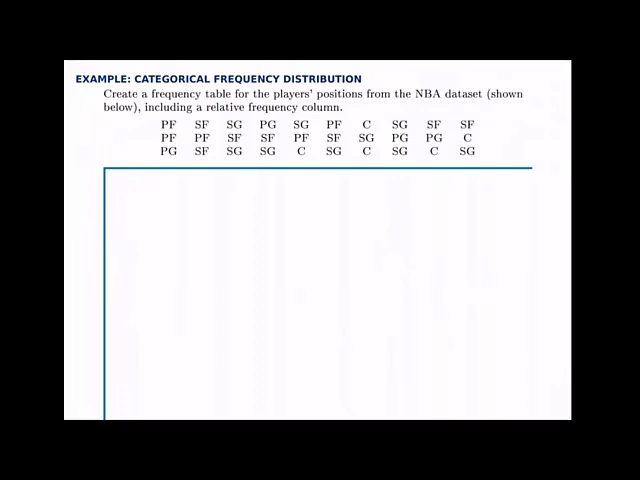 EXAMPLE: CATEGORICAL FREQUENCY DISTRIBUTION
Create a frequency table for the players' positions from the NBA dataset (shown
below), including a relative frequency column.
PF SF SG PG SG PF C SG SF SF
PF PF SF SF PF SF SG PG PG C
PG SF SG SG C SG C SG C SG